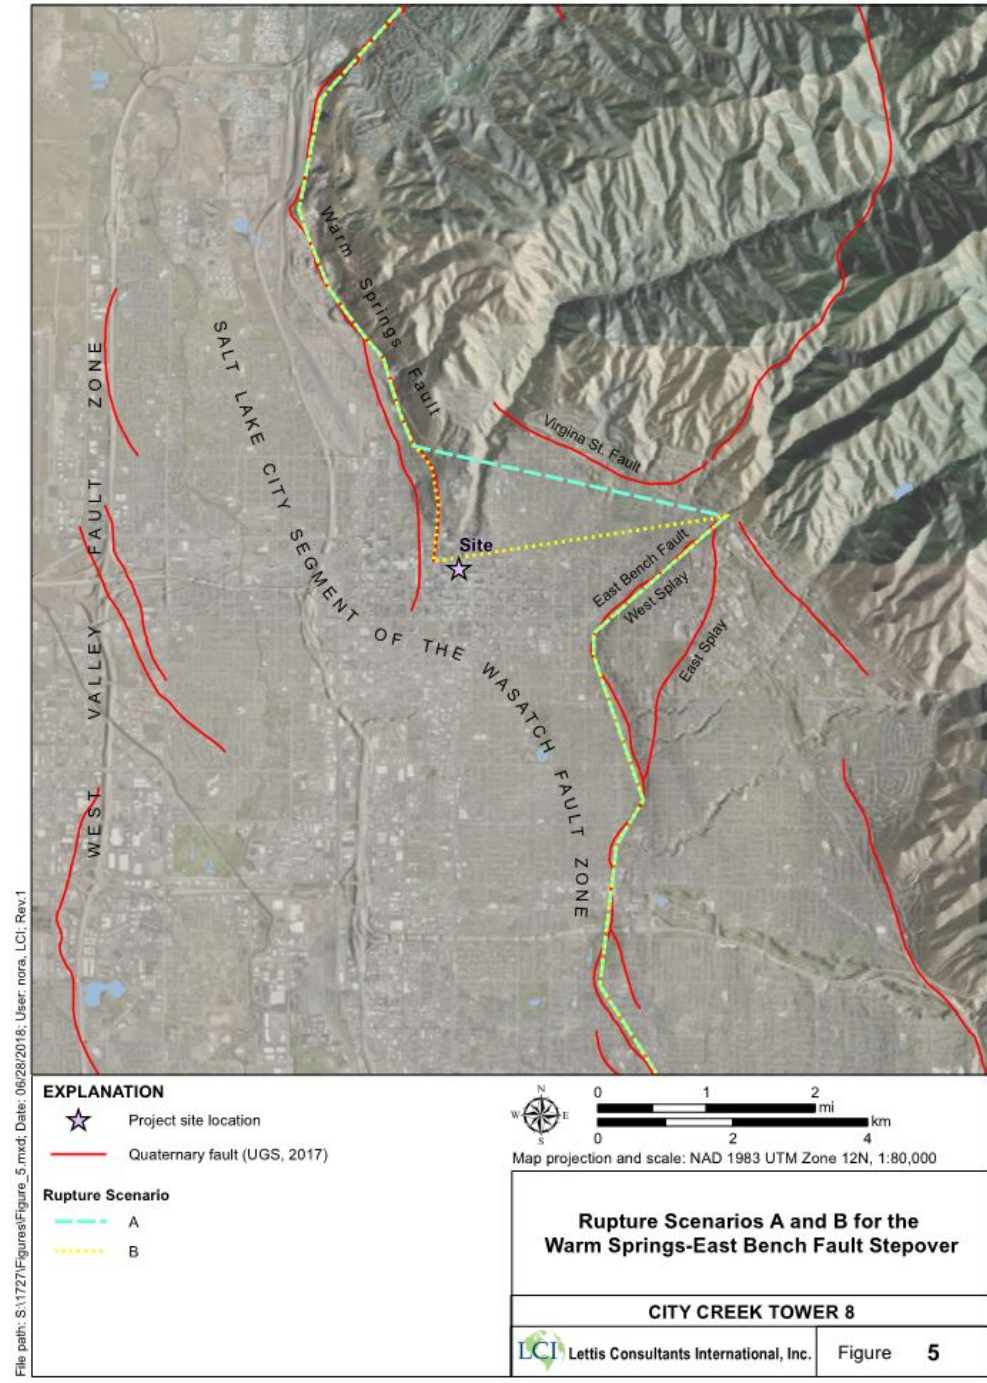 Warm Springs Fault
SALT LAKE CITY SEGMENT OF THE WASATCH FAULT ZONE
WEST VALLEY FAULT ZONE
Virgina St. Fault
Site
East Bench Fault
West Splay
East Splay
File path: S:\1727\Figures\Figure_5.mxd; Date: 06/28/2018; User: nora, LCI; Rev.1
EXPLANATION
Project site location
Quaternary fault (UGS, 2017)
Rupture Scenario
A
B
N
W E
S
0 1 2
mi
km
0 2 4
Map projection and scale: NAD 1983 UTM Zone 12N, 1:80,000
Rupture Scenarios A and B for the
Warm Springs-East Bench Fault Stepover
CITY CREEK TOWER 8
LCI Lettis Consultants International, Inc.
Figure 5